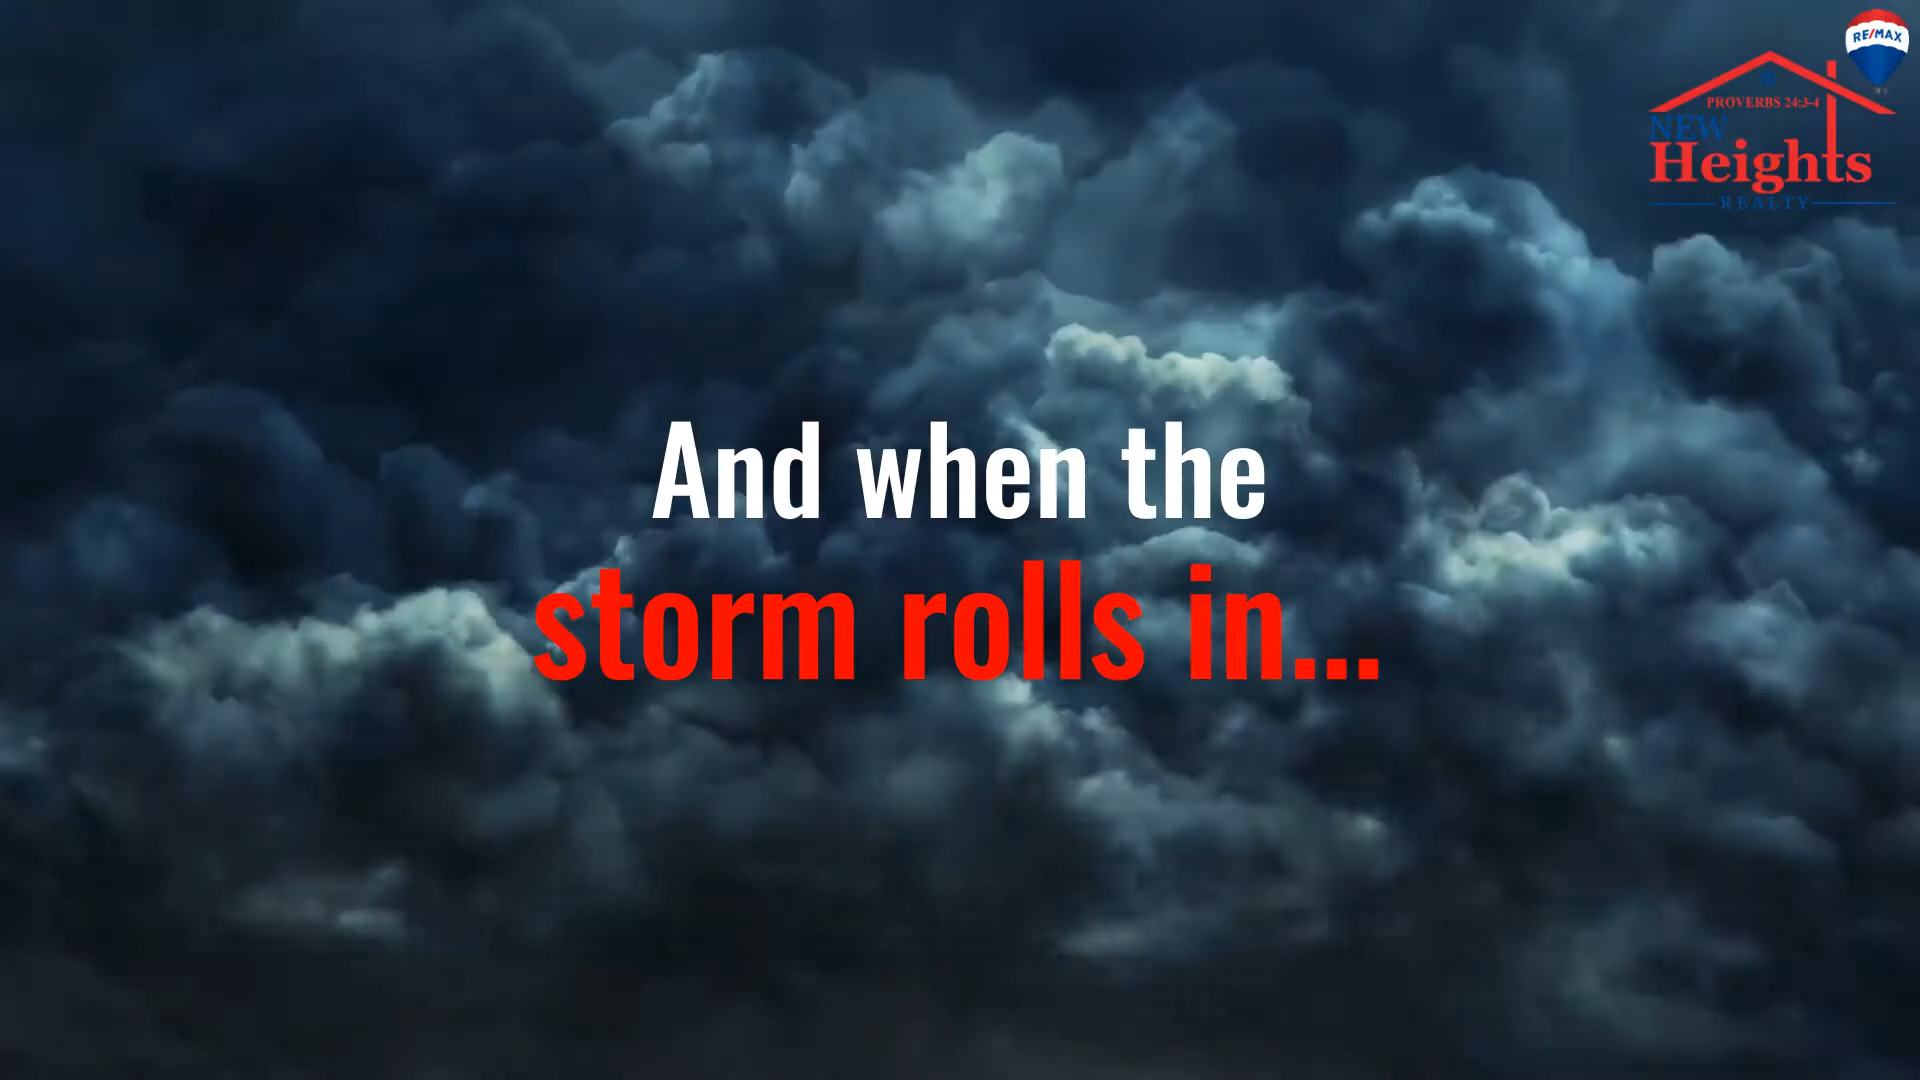 RE/MAX
PROVERBS 24:3-4
NEW
Heights
REALTY
And when the
storm rolls in...